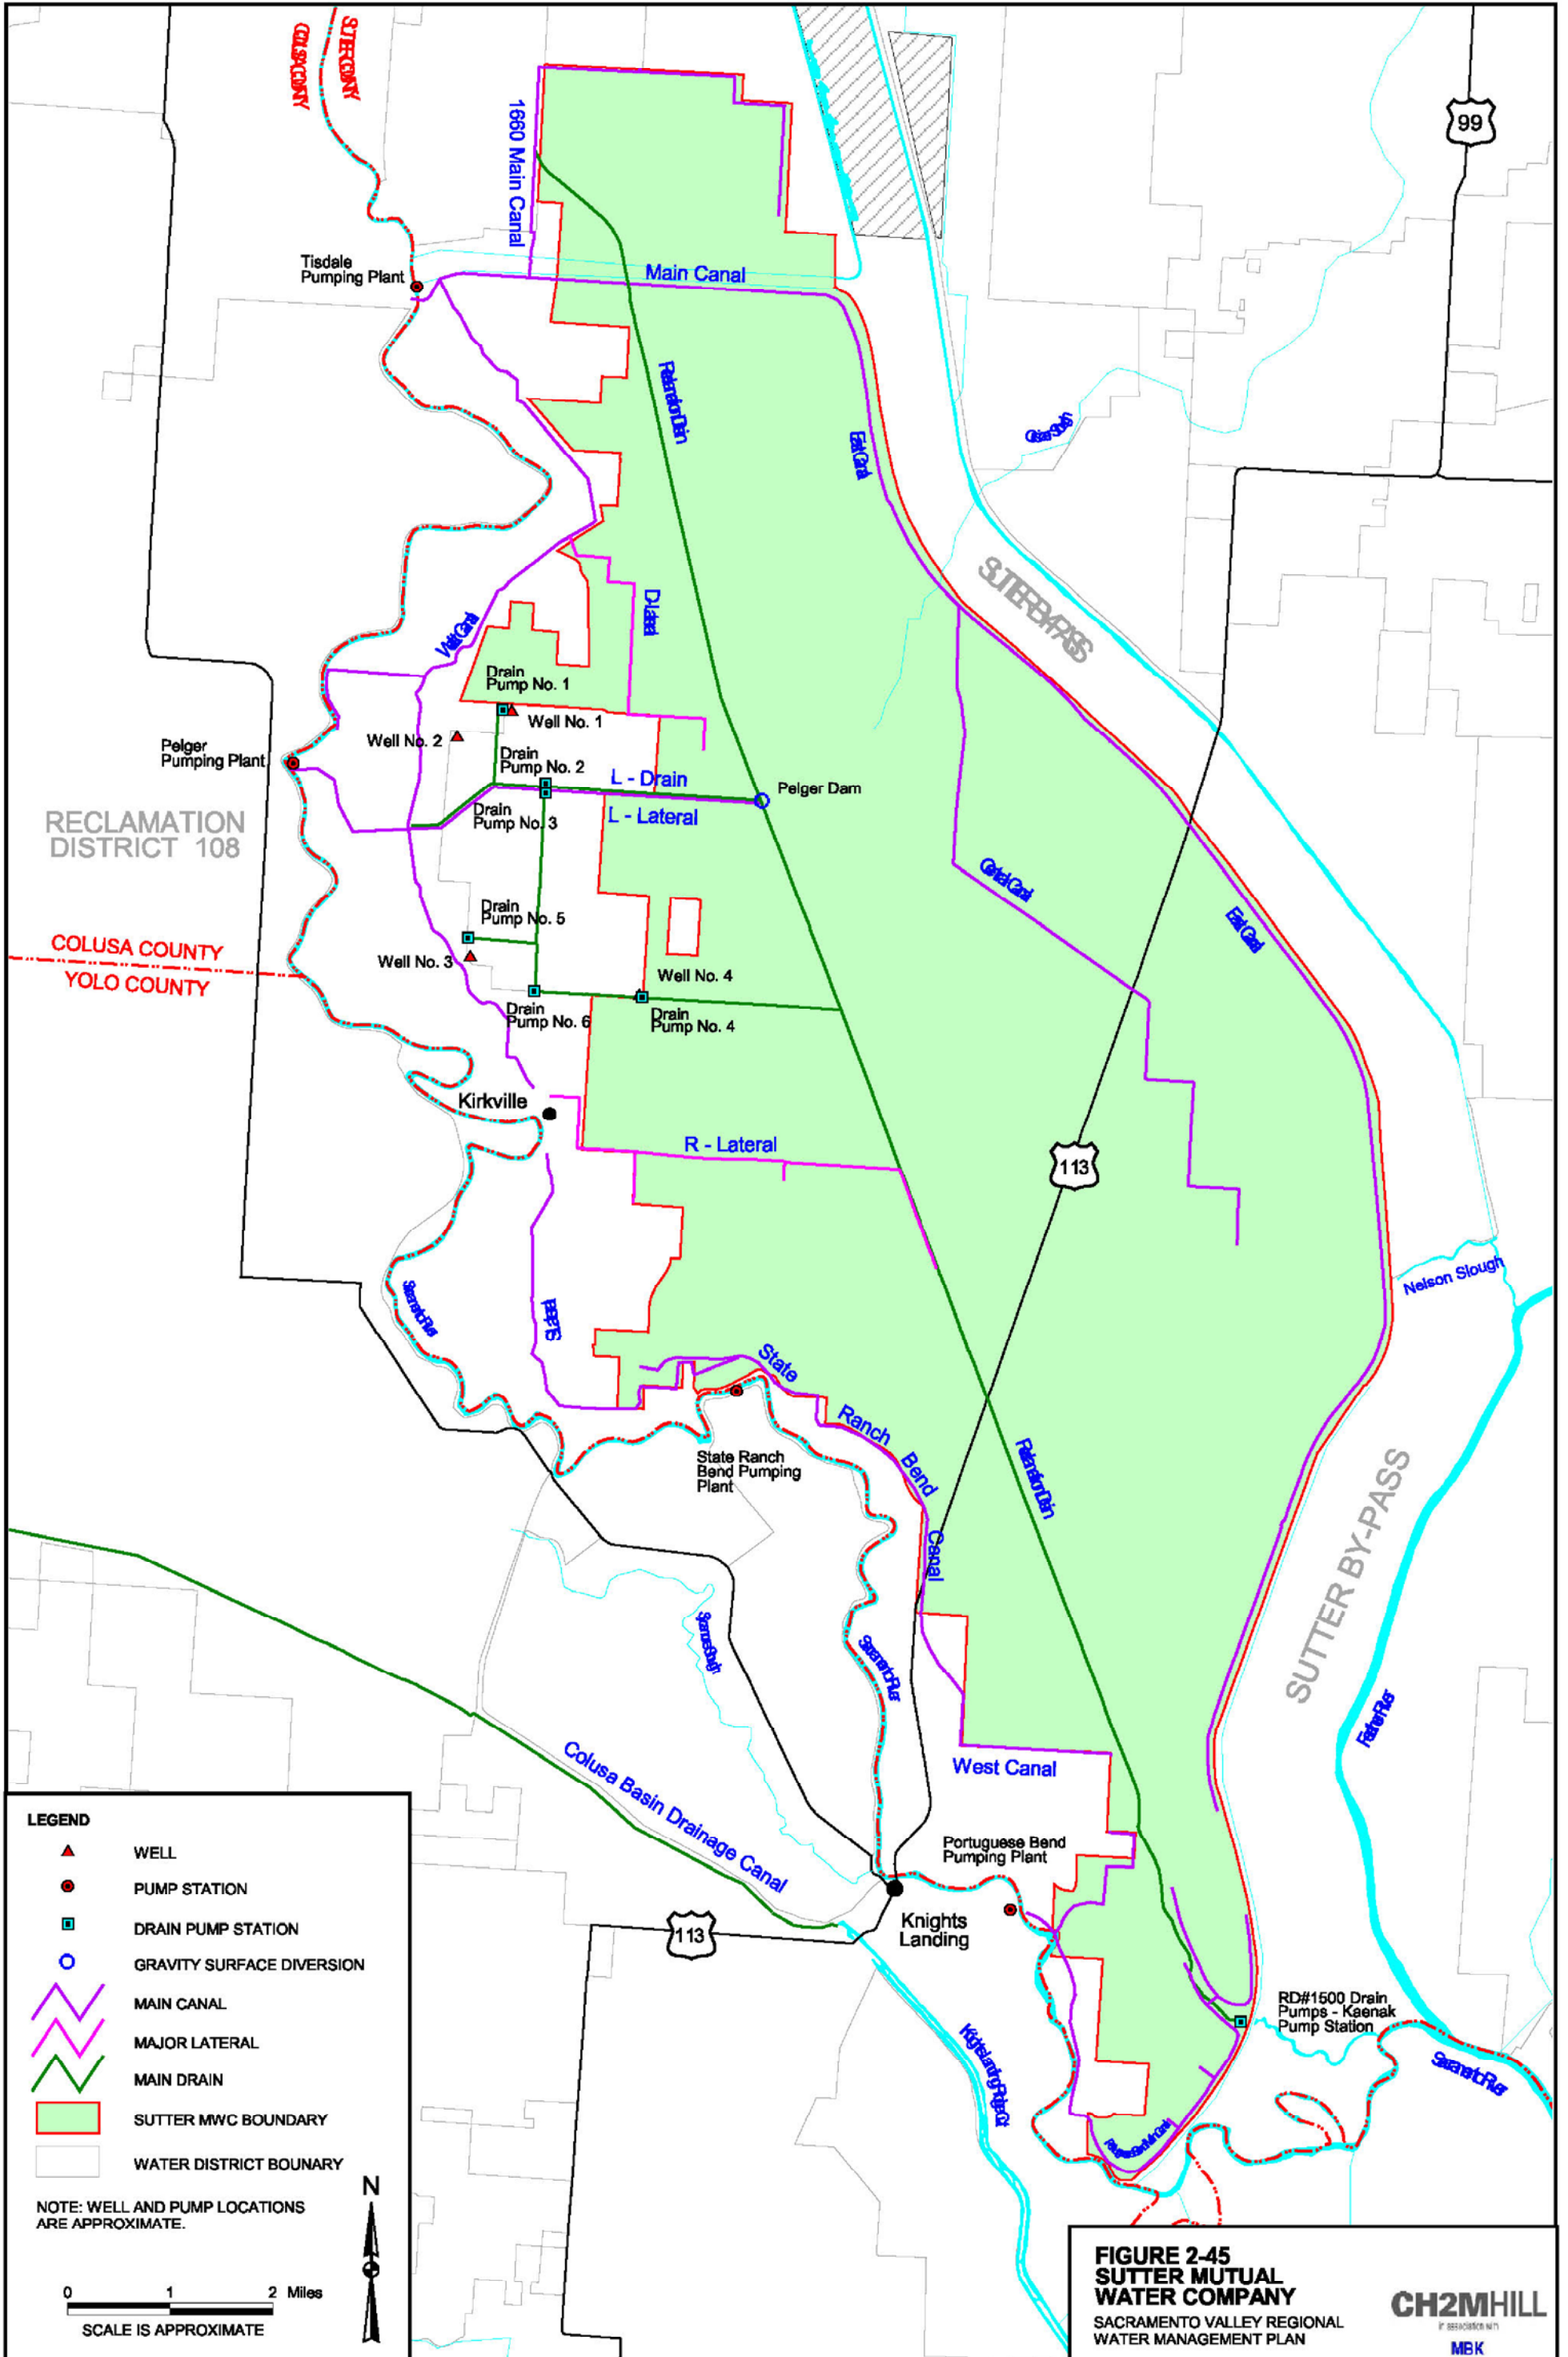 99
1660 Main Canal
Tisdale
Pumping Plant
Main Canal
Drain
Pump No. 1
Well No. 1
Well No. 2
Pelger
Pumping Plant
Drain
Pump No. 2
L - Drain
Pelger Dam
Drain
Pump No. 3
L - Lateral
RECLAMATION
DISTRICT 108
Drain
Pump No. 5
COLUSA COUNTY
YOLO COUNTY
Well No. 3
Well No. 4
Drain
Pump No. 6
Drain
Pump No. 4
Kirkville
R - Lateral
113
Nelson Slough
State
Ranch
Bend
Canal
State Ranch
Bend Pumping
Plant
SUTTER BY-PASS
Colusa Basin Drainage Canal
West Canal
Portuguese Bend
Pumping Plant
Knights
Landing
113
RD#1500 Drain
Pumps - Kaenak
Pump Station
LEGEND
WELL
PUMP STATION
DRAIN PUMP STATION
GRAVITY SURFACE DIVERSION
MAIN CANAL
MAJOR LATERAL
MAIN DRAIN
SUTTER MWC BOUNDARY
WATER DISTRICT BOUNARY
NOTE: WELL AND PUMP LOCATIONS
ARE APPROXIMATE.
N
0 1 2 Miles
SCALE IS APPROXIMATE
FIGURE 2-45
SUTTER MUTUAL
WATER COMPANY
SACRAMENTO VALLEY REGIONAL
WATER MANAGEMENT PLAN
CH2MHILL
in association with
MBK